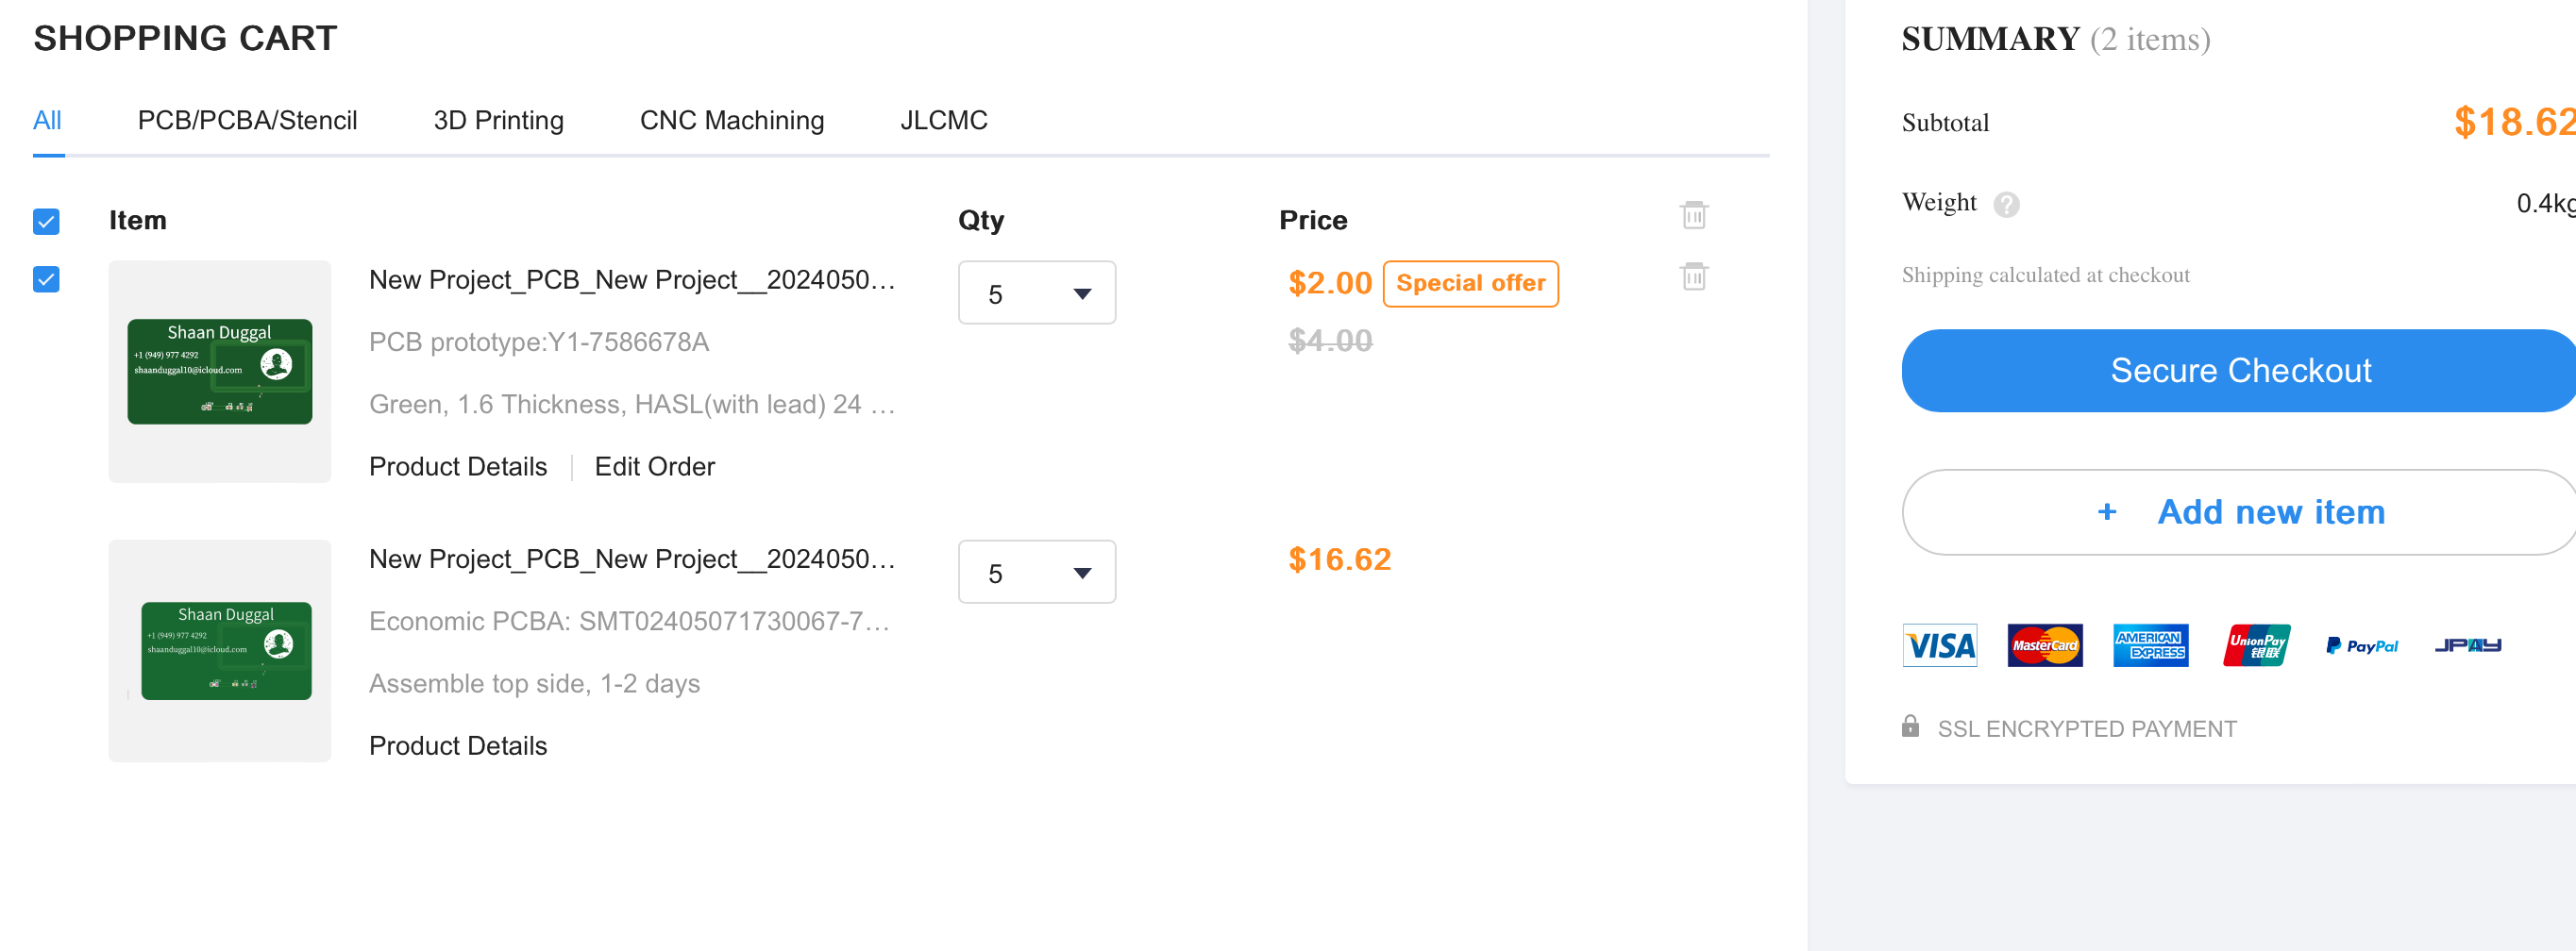 SHOPPING CART
All PCB/PCBA/Stencil 3D Printing CNC Machining JLCMC
Item Qty Price
Shaan Duggal
+1 (949) 977 4292
shaanduggal10@icloud.com
New Project_PCB_New Project__2024050...
PCB prototype:Y1-7586678A
Green, 1.6 Thickness, HASL(with lead) 24 ...
Product Details | Edit Order
5
$2.00 Special offer
$4.00
Shaan Duggal
+1 (949) 977 4292
shaanduggal10@icloud.com
New Project_PCB_New Project__2024050...
Economic PCBA: SMT02405071730067-7...
Assemble top side, 1-2 days
Product Details
5
$16.62
SUMMARY (2 items)
Subtotal $18.62
Weight ? 0.4kg
Shipping calculated at checkout
Secure Checkout
+ Add new item
VISA MasterCard AMERICAN EXPRESS UnionPay 银联 PayPal JPAY
SSL ENCRYPTED PAYMENT